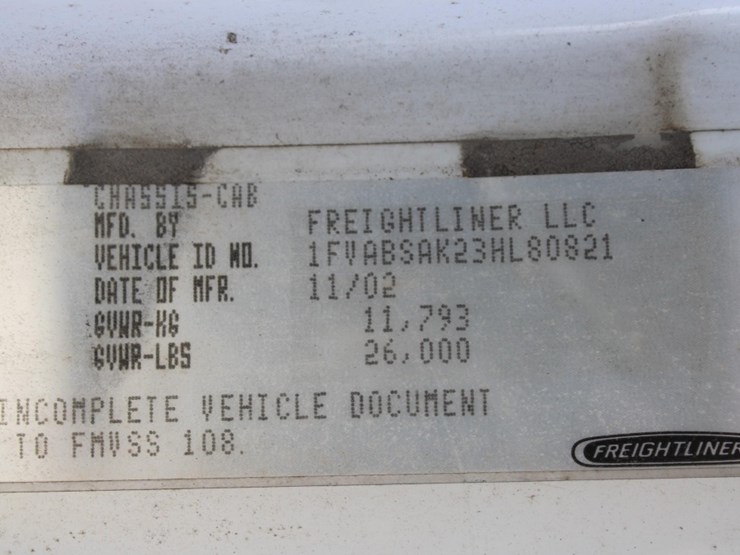 CHASSIS-CAB
MFD. BY FREIGHTLINER LLC
VEHICLE ID NO. 1FVABSAK23HL80821
DATE OF MFR. 11/02
GVWR-KG 11,793
GVWR-LBS 26,000
INCOMPLETE VEHICLE DOCUMENT
TO FMVSS 108.
FREIGHTLINER